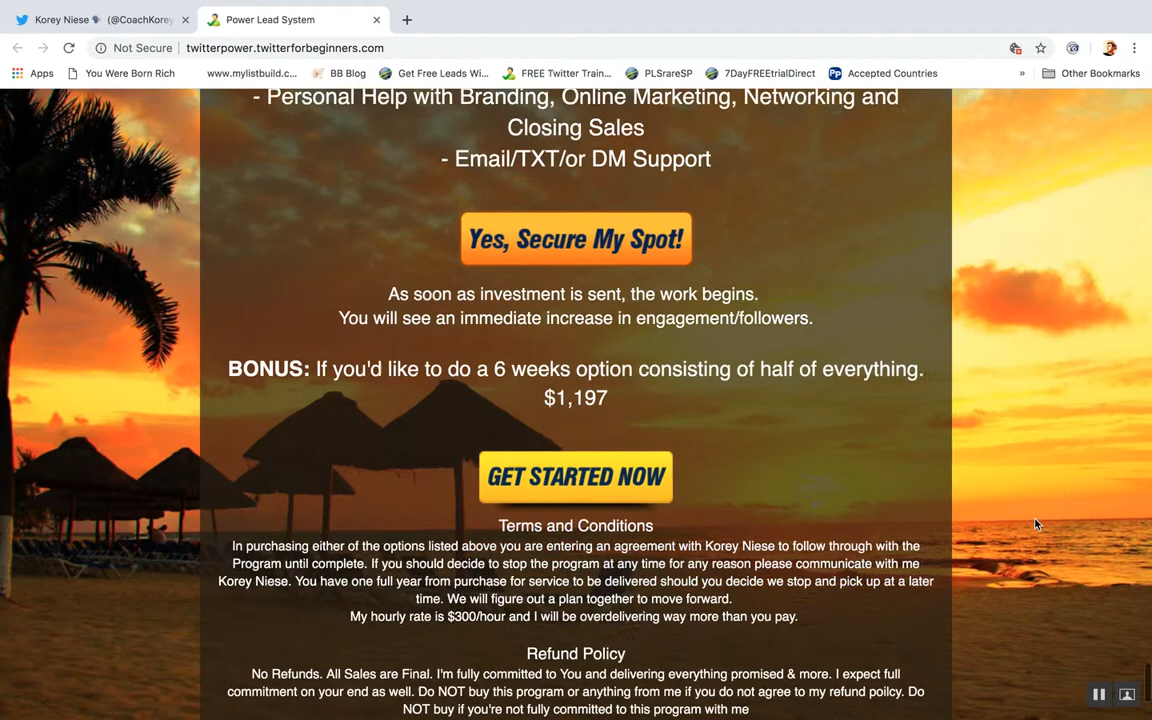 Korey Niese (@CoachKorey
Power Lead System
Not Secure
twitterpower.twitterforbeginners.com
Apps
You Were Born Rich
www.mylistbuild.c...
BB Blog
Get Free Leads Wi...
FREE Twitter Train...
PLSrareSP
7DayFREEtrialDirect
Pp
Accepted Countries
»
Other Bookmarks
- Personal Help with Branding, Online Marketing, Networking and
Closing Sales
- Email/TXT/or DM Support
Yes, Secure My Spot!
As soon as investment is sent, the work begins.
You will see an immediate increase in engagement/followers.
BONUS: If you'd like to do a 6 weeks option consisting of half of everything.
$1,197
GET STARTED NOW
Terms and Conditions
In purchasing either of the options listed above you are entering an agreement with Korey Niese to follow through with the
Program until complete. If you should decide to stop the program at any time for any reason please communicate with me
Korey Niese. You have one full year from purchase for service to be delivered should you decide we stop and pick up at a later
time. We will figure out a plan together to move forward.
My hourly rate is $300/hour and I will be overdelivering way more than you pay.
Refund Policy
No Refunds. All Sales are Final. I'm fully committed to You and delivering everything promised & more. I expect full
commitment on your end as well. Do NOT buy this program or anything from me if you do not agree to my refund poilcy. Do
NOT buy if you're not fully committed to this program with me